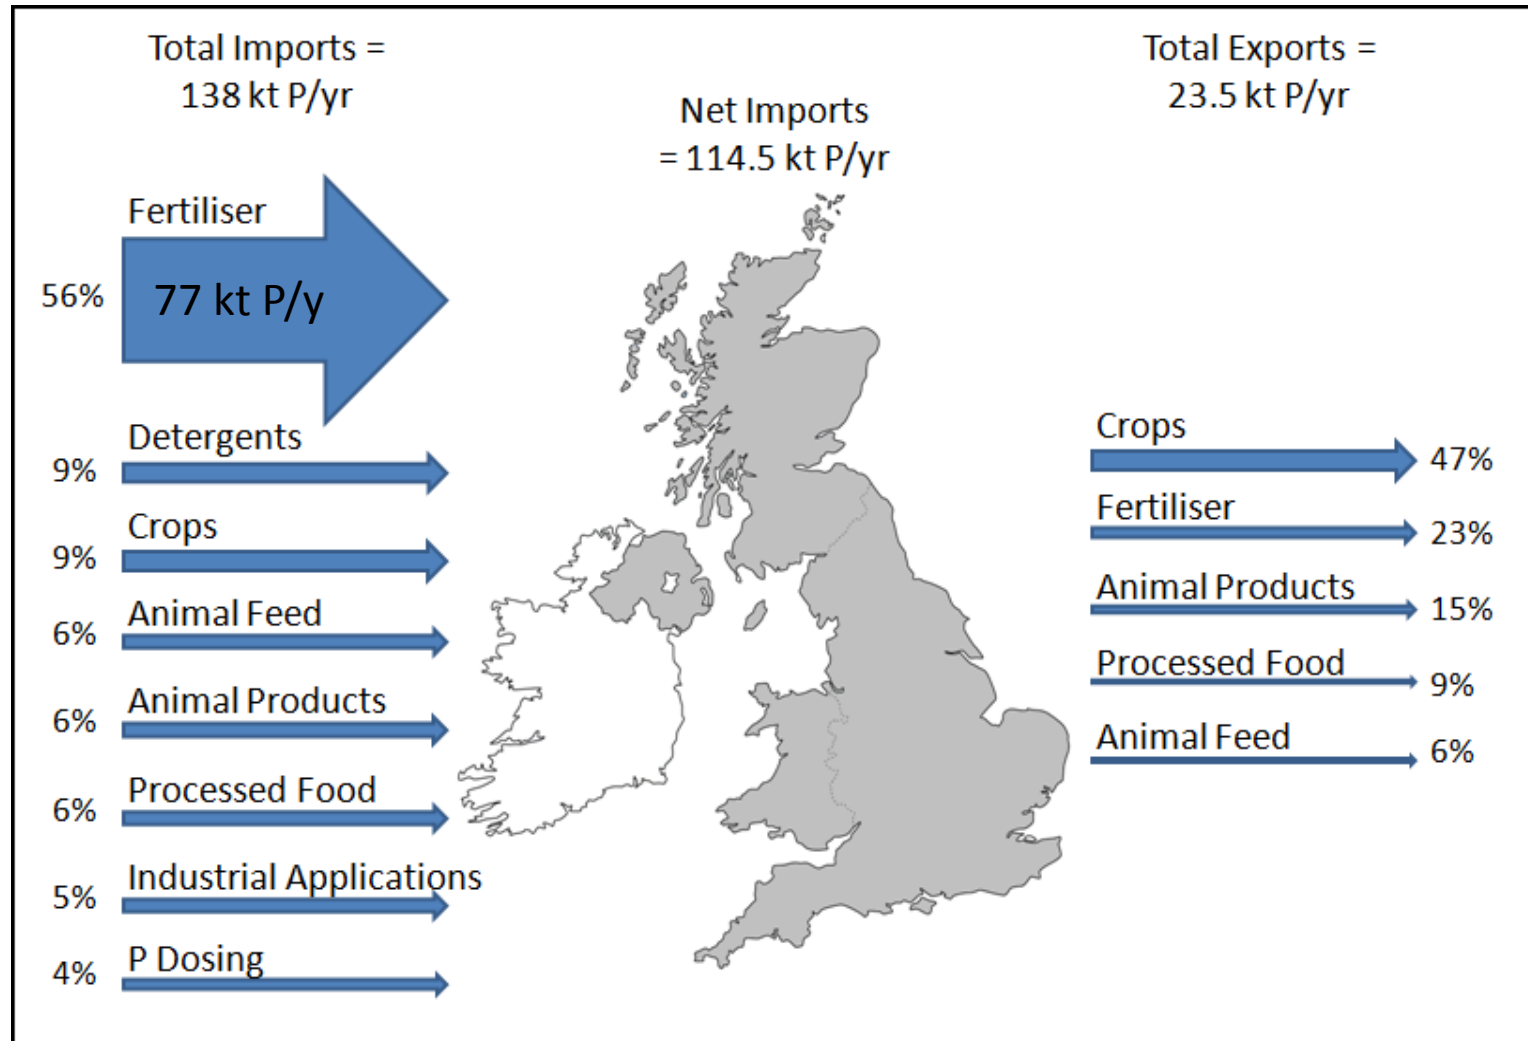 Total Imports =
138 kt P/yr
Net Imports
= 114.5 kt P/yr
Total Exports =
23.5 kt P/yr
Fertiliser
56%
77 kt P/y
Detergents
9%
Crops
9%
Animal Feed
6%
Animal Products
6%
Processed Food
6%
Industrial Applications
5%
P Dosing
4%
Crops
47%
Fertiliser
23%
Animal Products
15%
Processed Food
9%
Animal Feed
6%